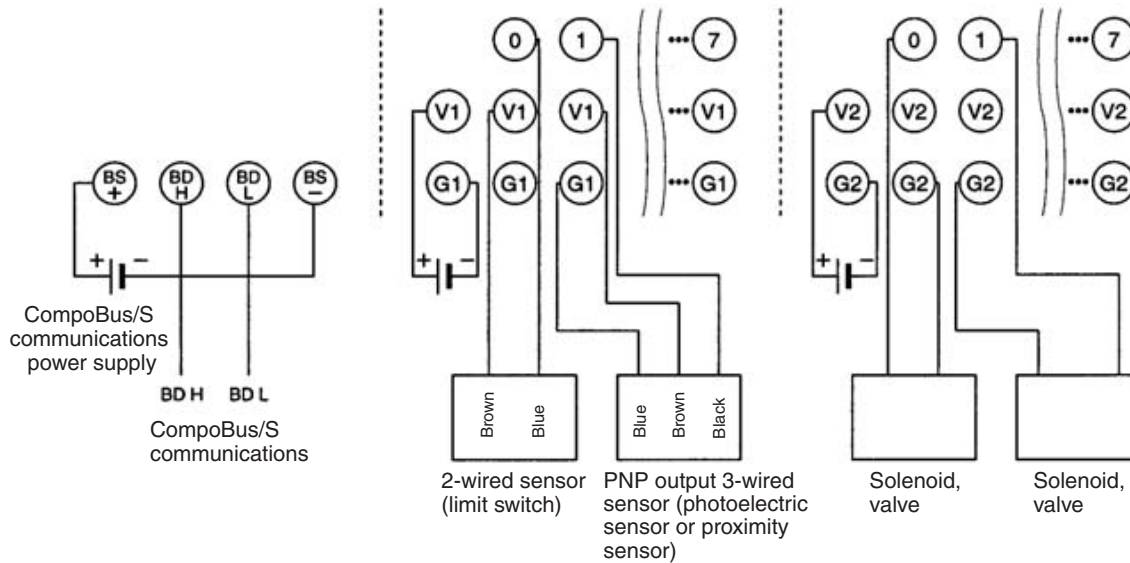 0 1 ••• 7
V1 V1 V1 ••• V1
G1 G1 G1 ••• G1
0 1 ••• 7
V2 V2 V2 ••• V2
G2 G2 G2 ••• G2
BS + BD H BD L BS −
+ −
CompoBus/S
communications
power supply
BD H BD L
CompoBus/S
communications
+ −
Brown Blue
2-wired sensor
(limit switch)
Blue Brown Black
PNP output 3-wired
sensor (photoelectric
sensor or proximity
sensor)
+ −
Solenoid,
valve
Solenoid,
valve